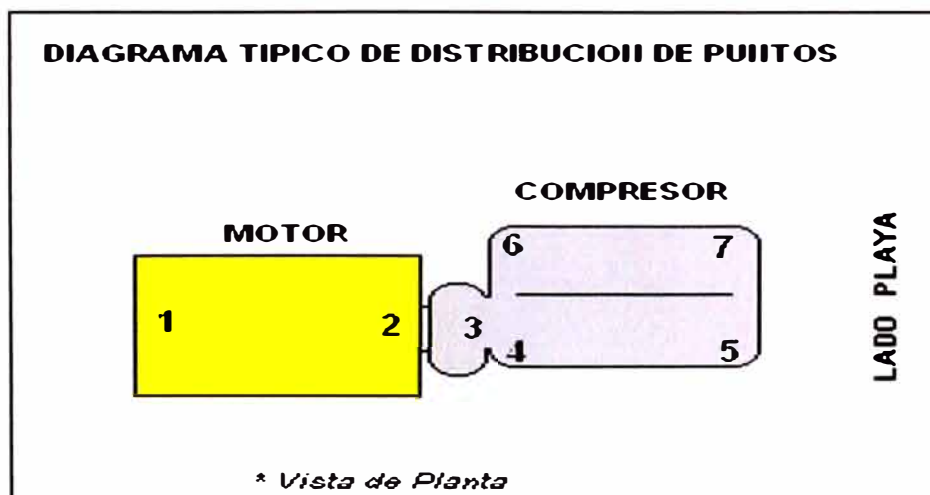 DIAGRAMA TIPICO DE DISTRIBUCIOII DE PUIITOS
COMPRESOR
MOTOR
6 7
1 2 3 4 5
LADO PLAYA
* Vista de Planta